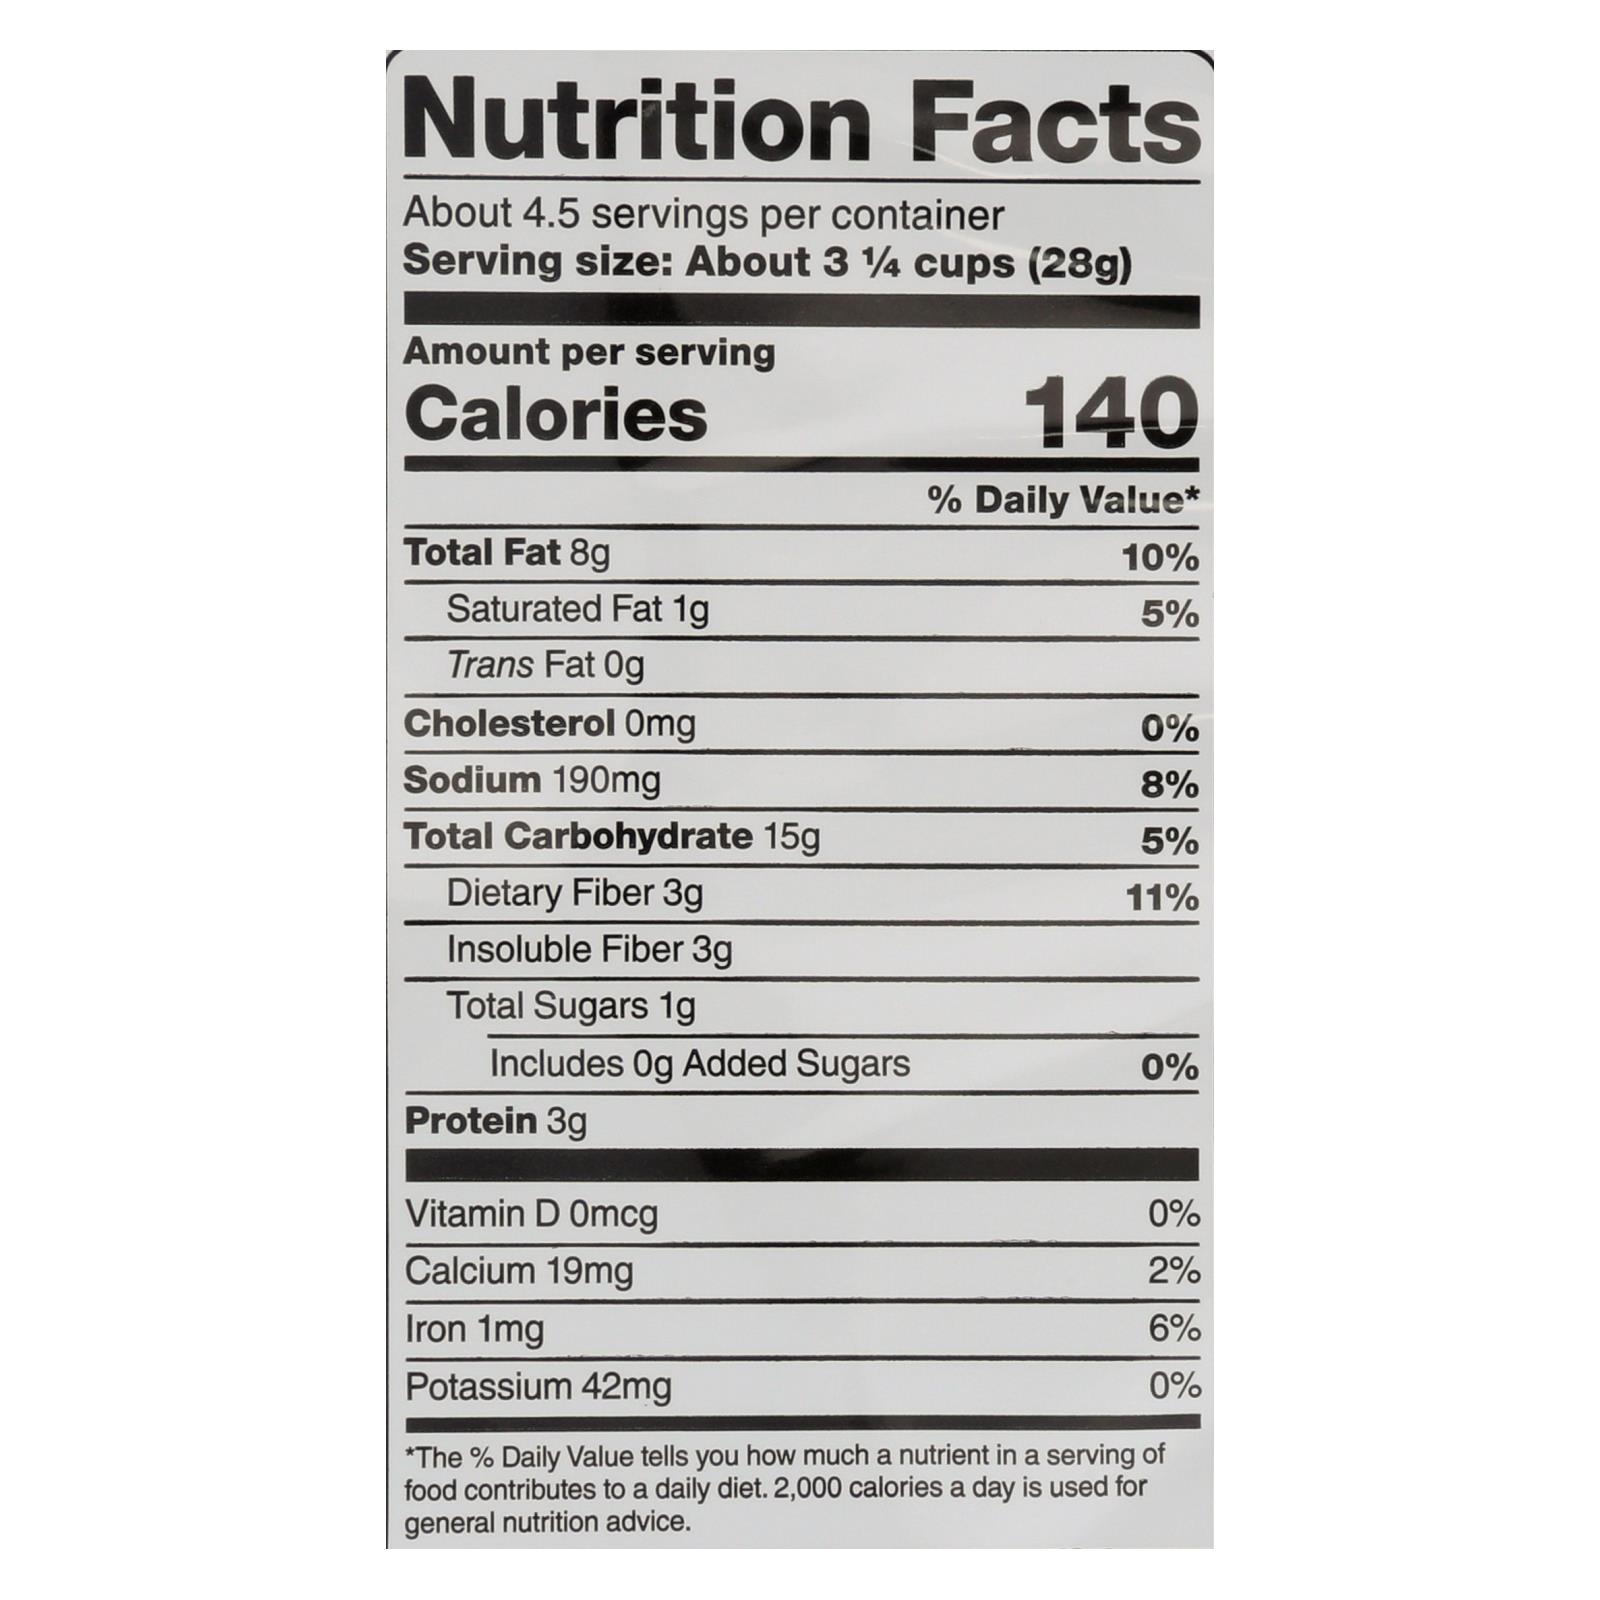 Nutrition Facts
About 4.5 servings per container
Serving size: About 3 ¼ cups (28g)
Amount per serving
Calories 140
% Daily Value*
Total Fat 8g 10%
Saturated Fat 1g 5%
Trans Fat 0g
Cholesterol 0mg 0%
Sodium 190mg 8%
Total Carbohydrate 15g 5%
Dietary Fiber 3g 11%
Insoluble Fiber 3g
Total Sugars 1g
Includes 0g Added Sugars 0%
Protein 3g
Vitamin D 0mcg 0%
Calcium 19mg 2%
Iron 1mg 6%
Potassium 42mg 0%
*The % Daily Value tells you how much a nutrient in a serving of
food contributes to a daily diet. 2,000 calories a day is used for
general nutrition advice.